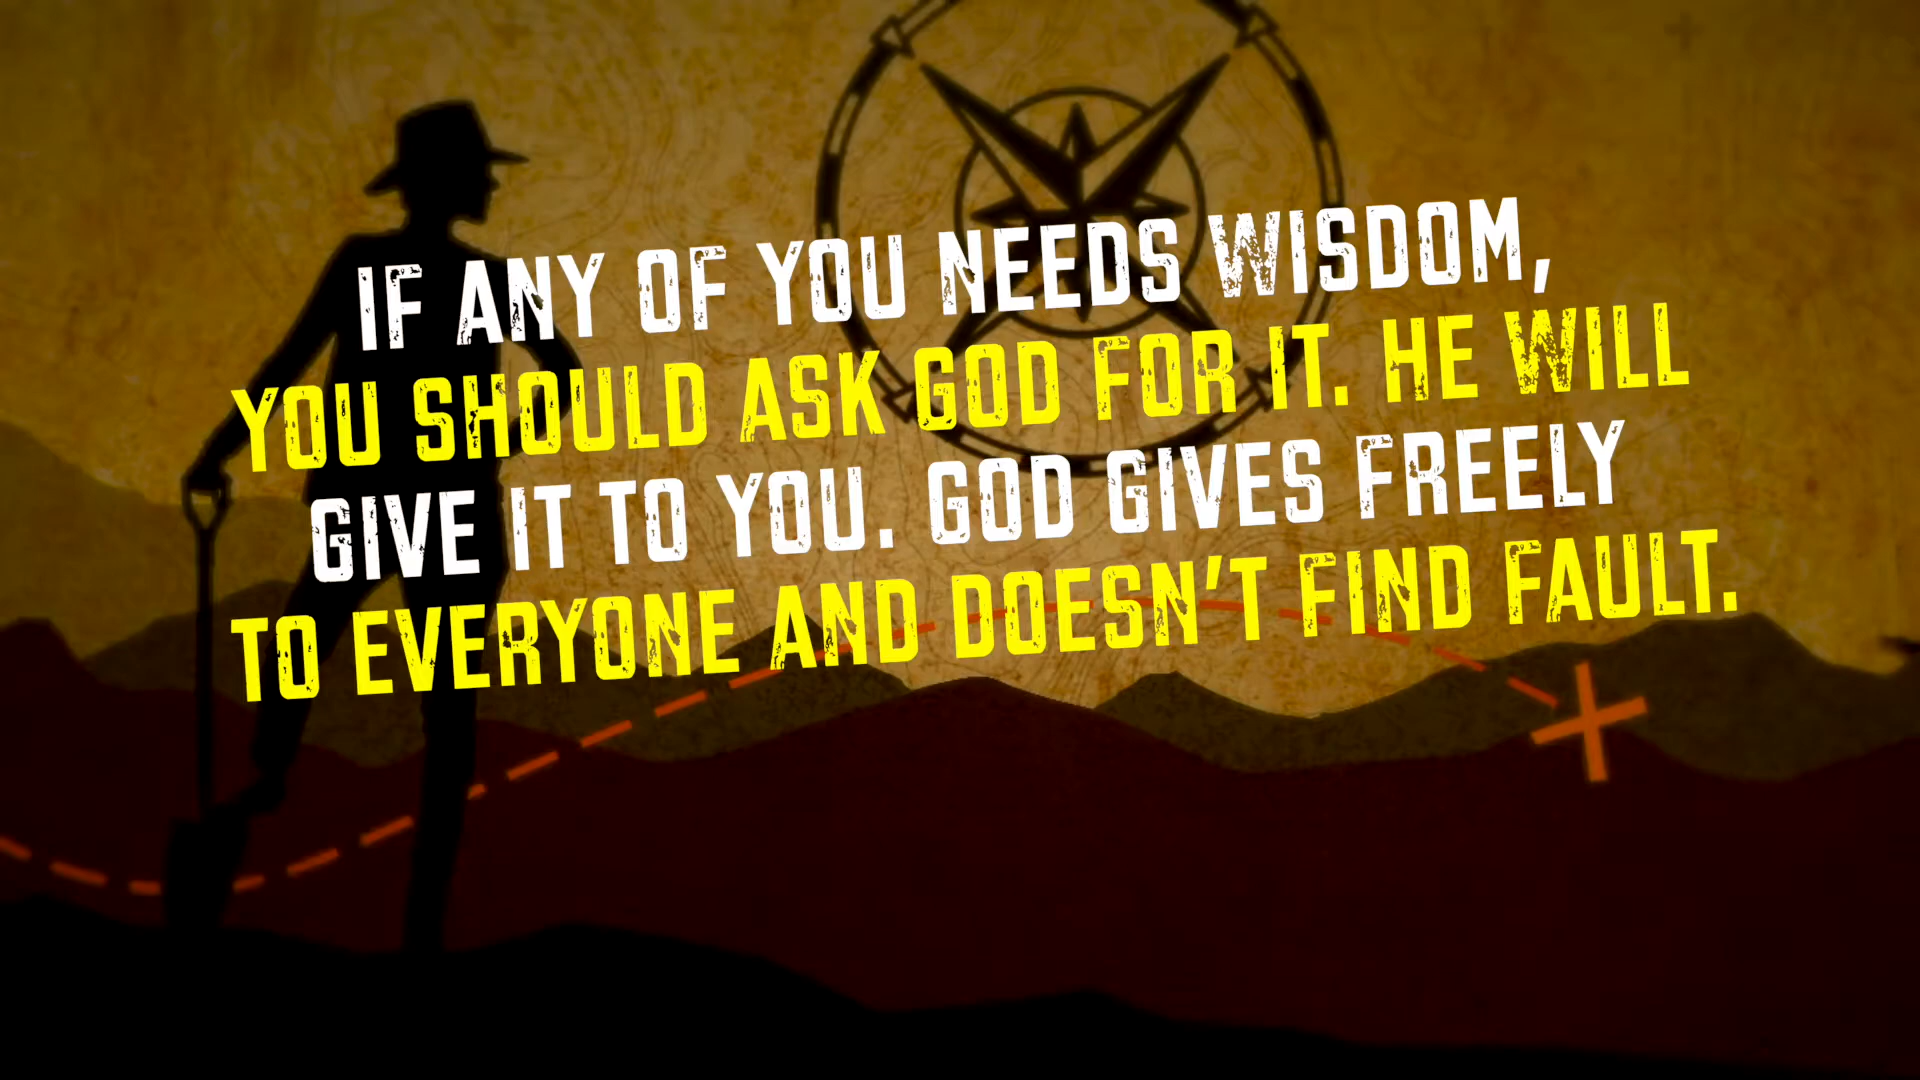 IF ANY OF YOU NEEDS WISDOM,
YOU SHOULD ASK GOD FOR IT. HE WILL
GIVE IT TO YOU. GOD GIVES FREELY
TO EVERYONE AND DOESN'T FIND FAULT.